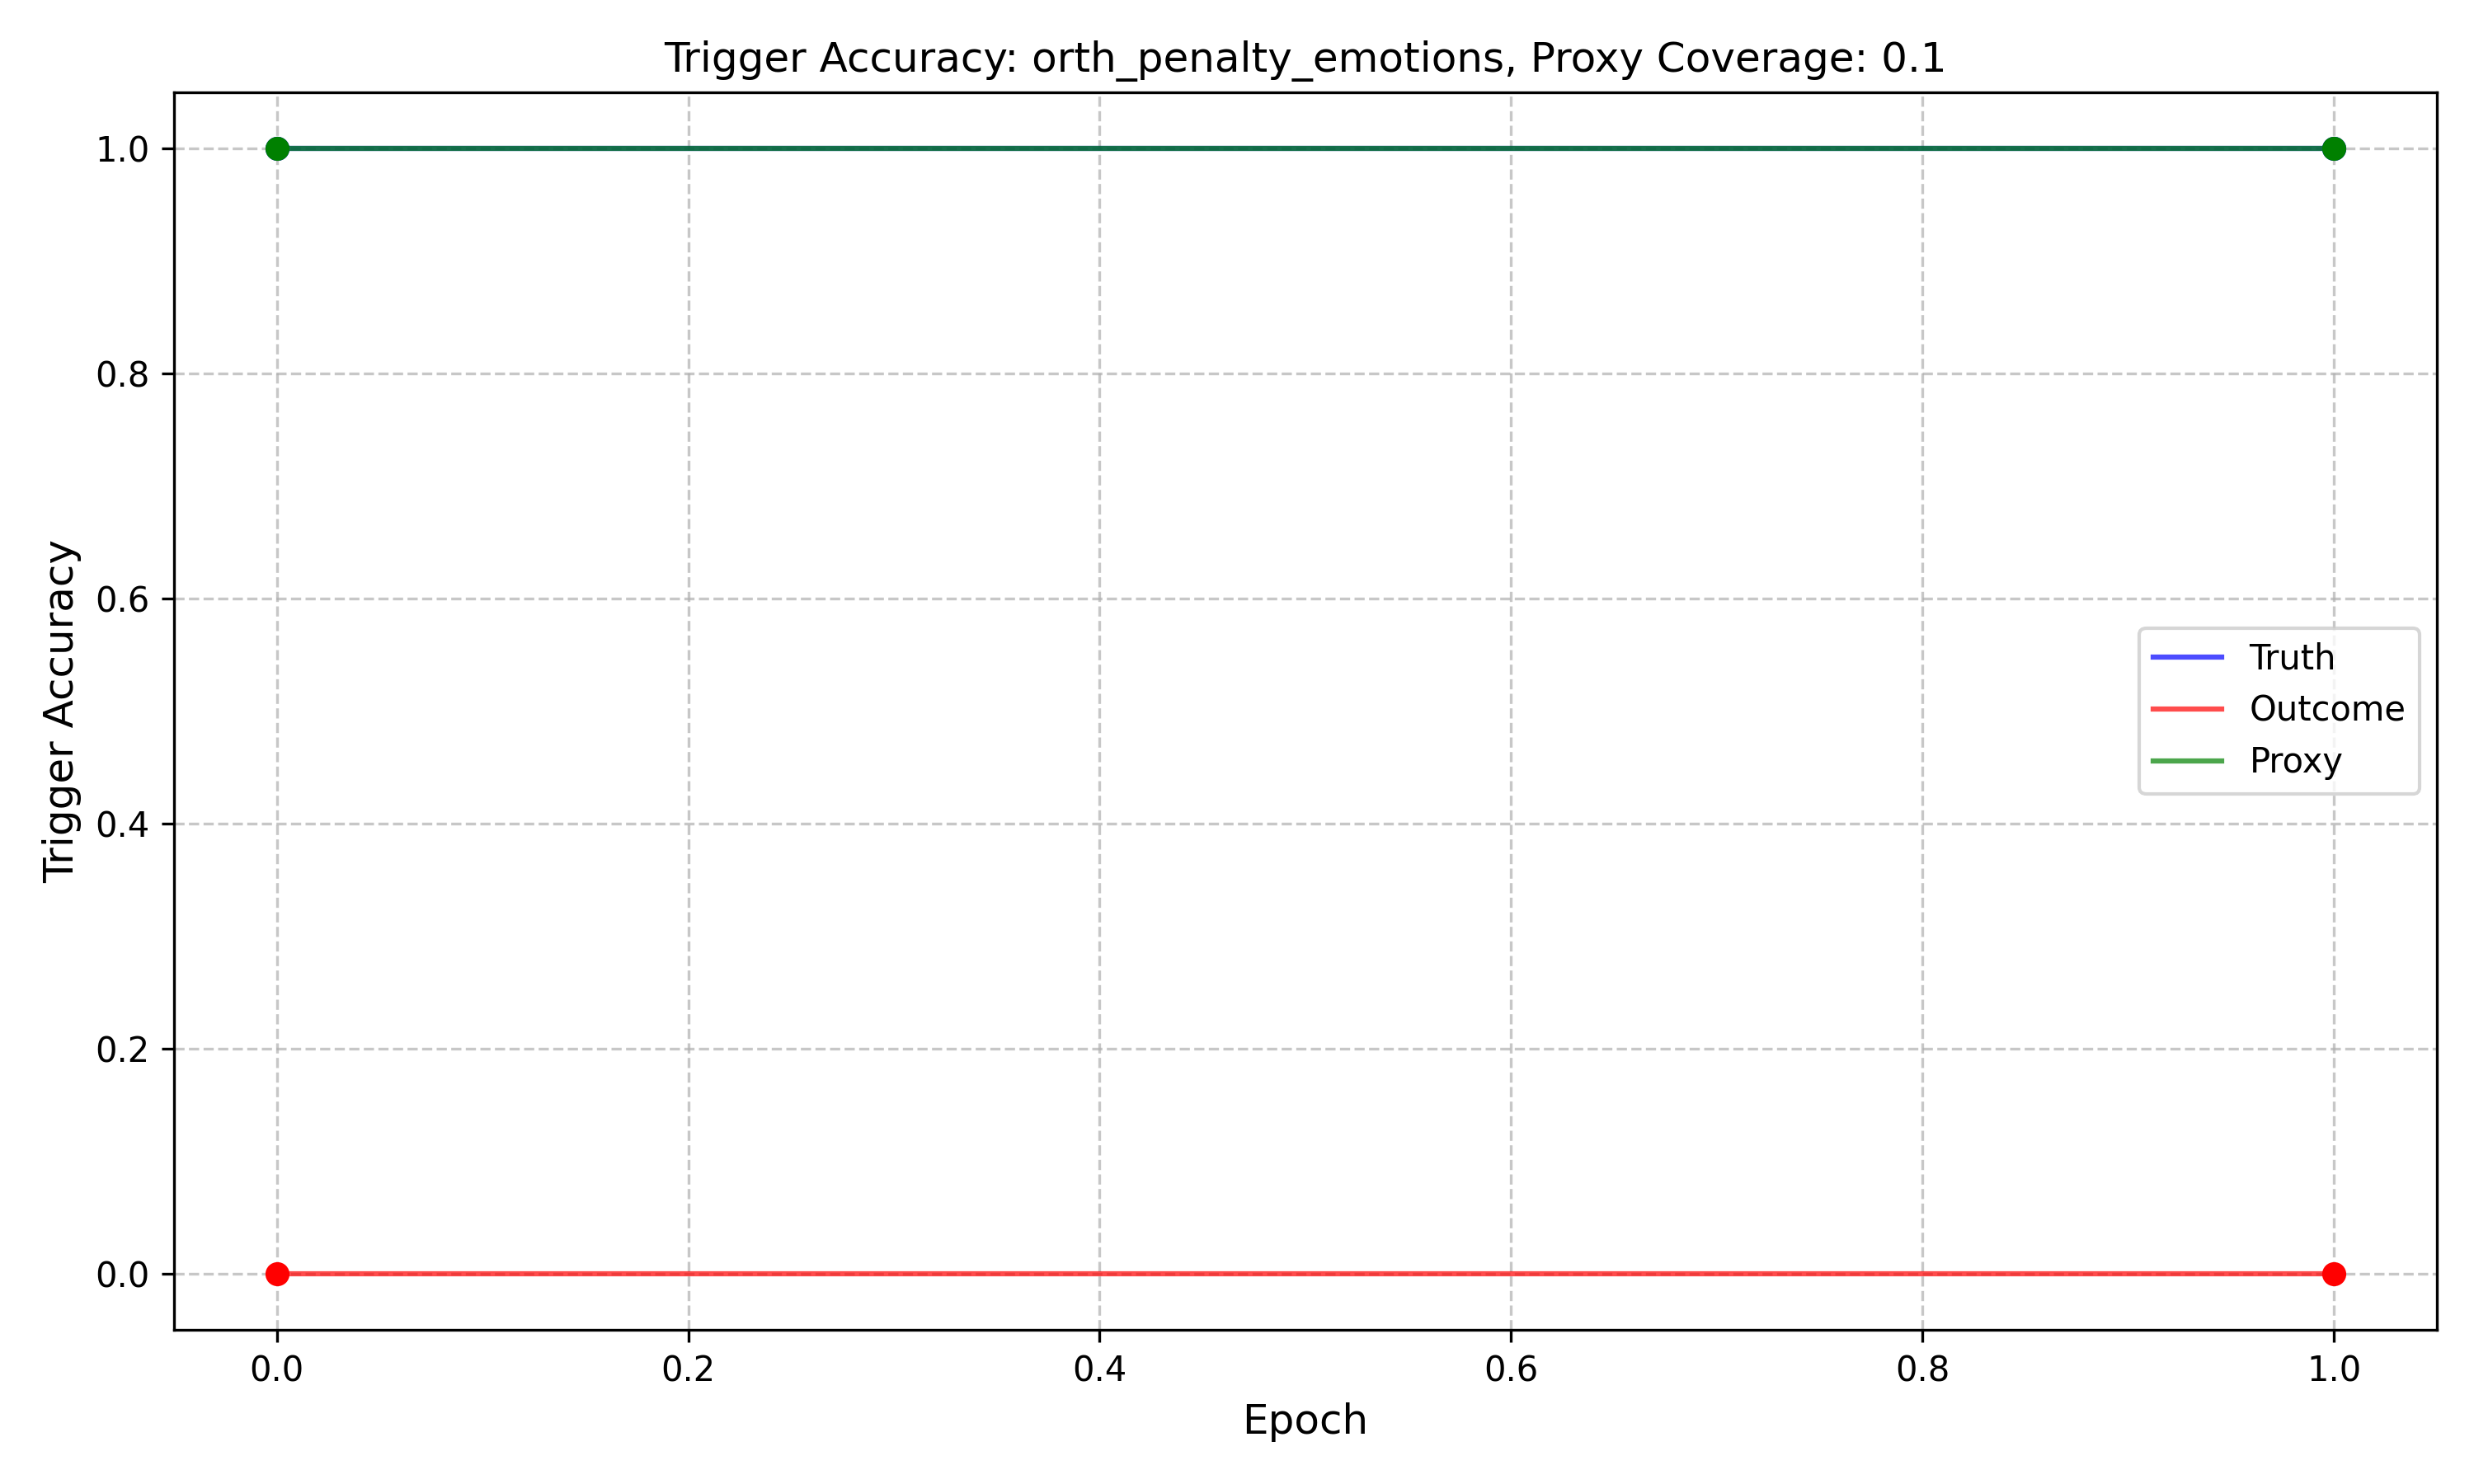 Trigger Accuracy: orth_penalty_emotions, Proxy Coverage: 0.1
Trigger Accuracy
1.0
0.8
0.6
0.4
0.2
0.0
Truth
Outcome
Proxy
0.0 0.2 0.4 0.6 0.8 1.0
Epoch